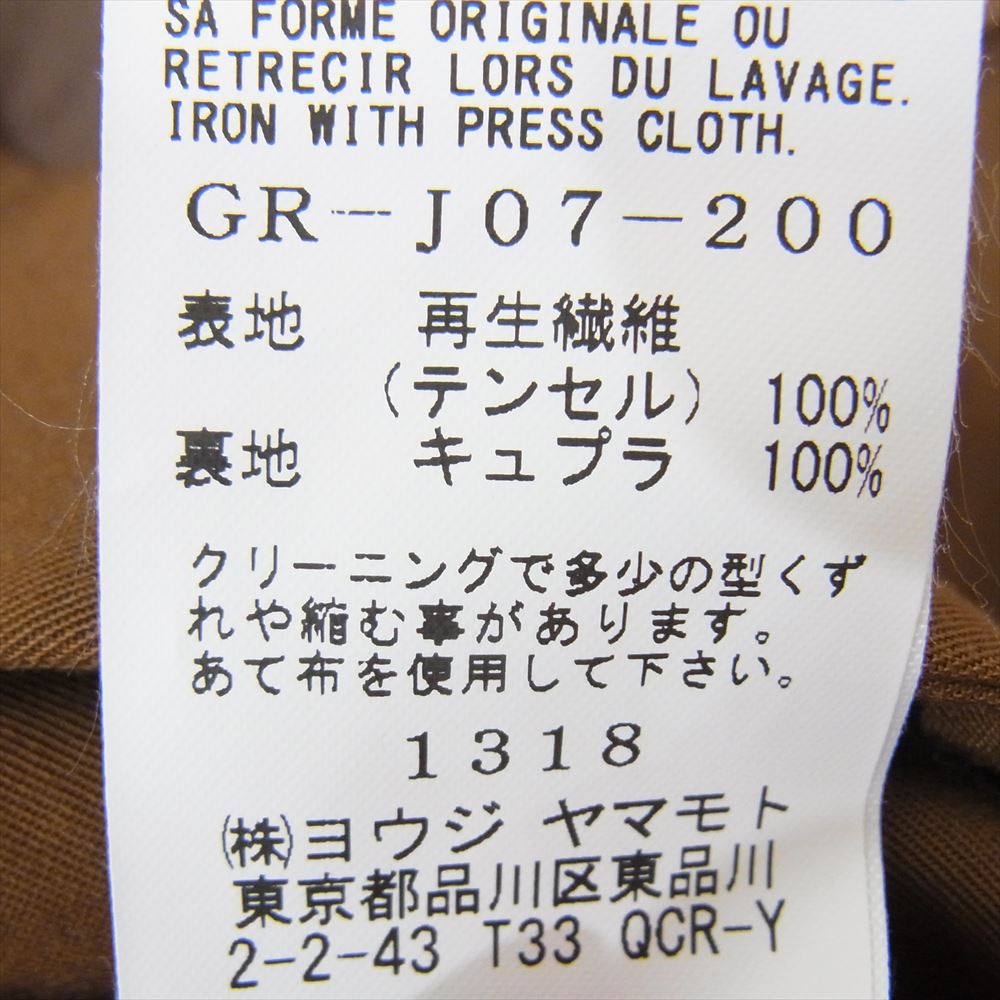 SA FORME ORIGINALE OU
RETRECIR LORS DU LAVAGE.
IRON WITH PRESS CLOTH.
GR-J07-200
表地 再生繊維
(テンセル) 100%
裏地 キュプラ 100%
クリーニングで多少の型くず
れや縮む事があります。
あて布を使用して下さい。
1318
(株)ヨウジ ヤマモト
東京都品川区東品川
2-2-43 T33 QCR-Y